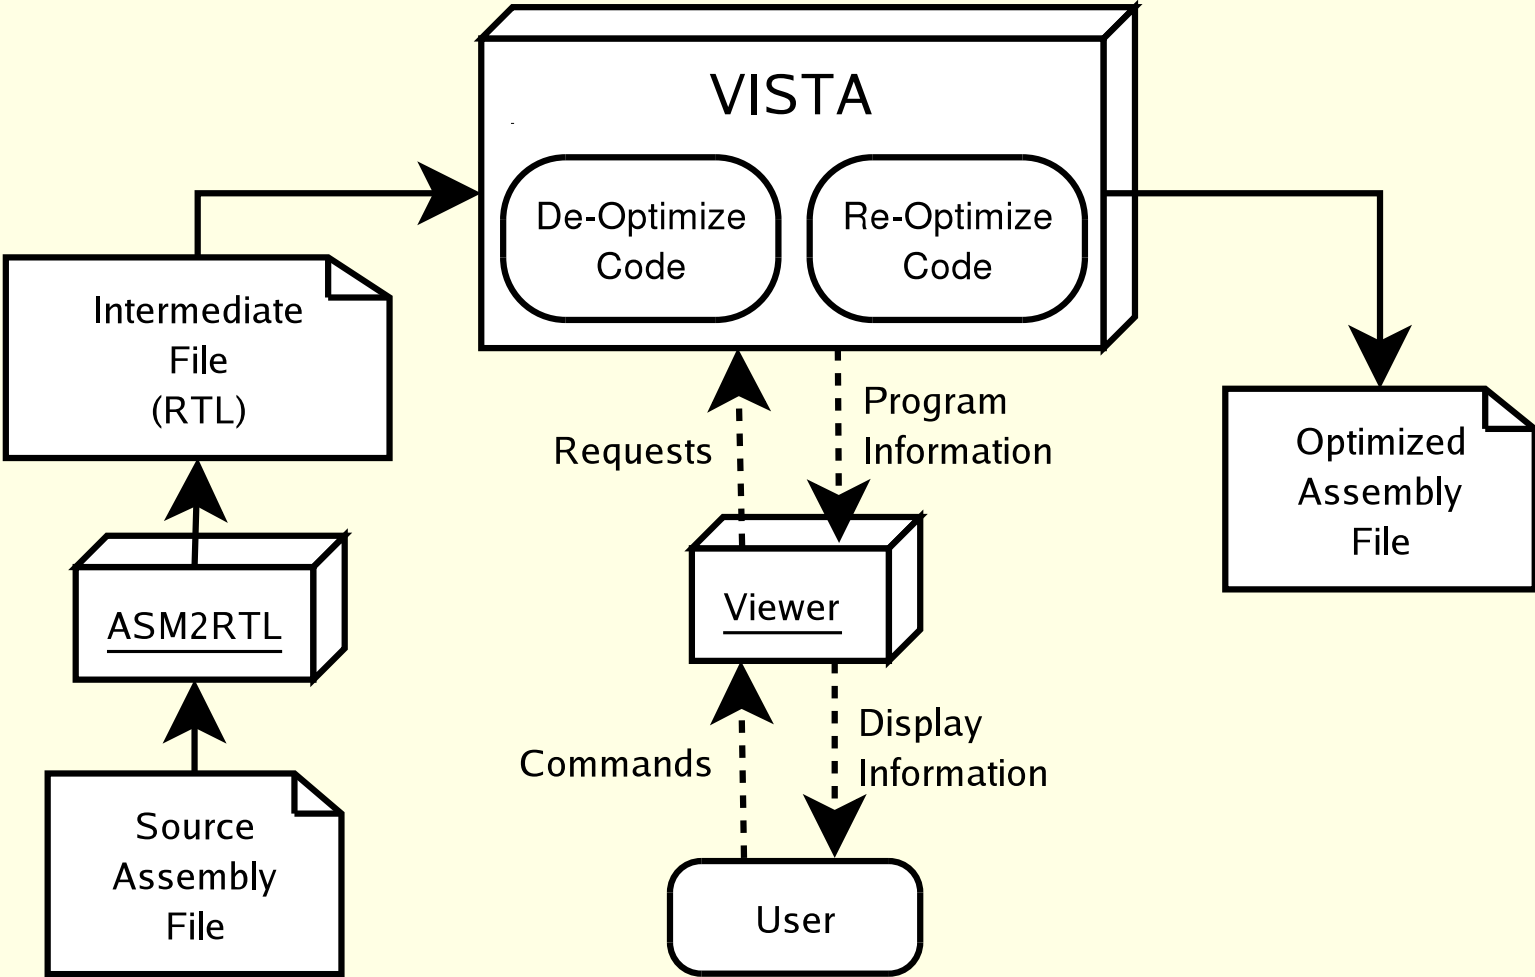 VISTA
De-Optimize
Code
Re-Optimize
Code
Intermediate
File
(RTL)
Requests
Program
Information
Optimized
Assembly
File
ASM2RTL
Viewer
Commands
Display
Information
Source
Assembly
File
User